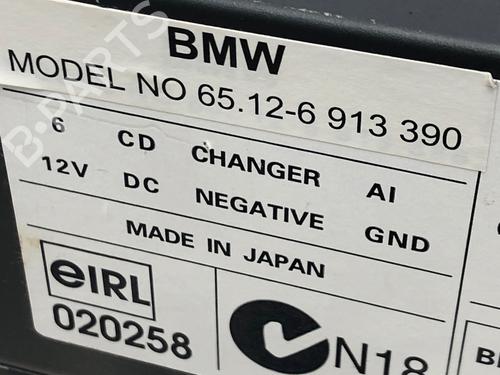 BMW
MODEL NO 65.12-6 913 390
6 CD CHANGER AI
12V DC NEGATIVE GND
MADE IN JAPAN
eIRL
020258
N18
B-PARTS